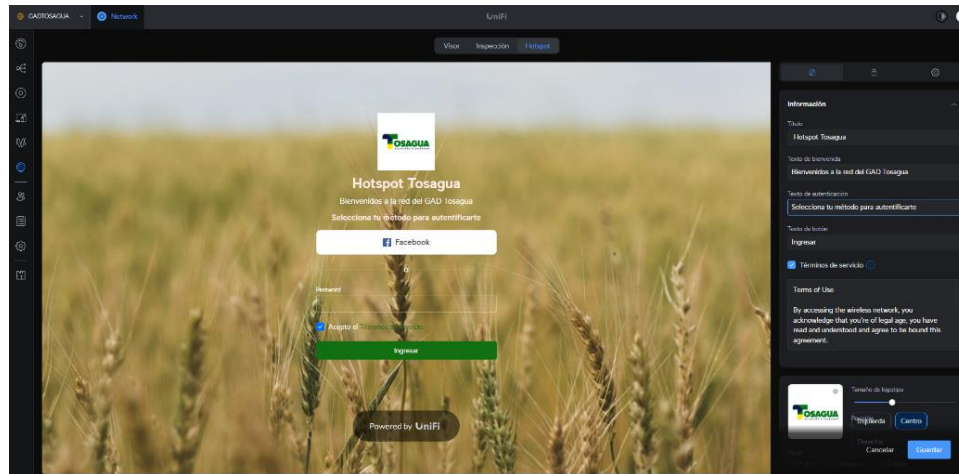 GADTOSAGUA
Network
UniFi
Visor
Inspección
Hotspot
TOSAGUA
Hotspot Tosagua
Bienvenidos a la red del GAD Tosagua
Selecciona tu método para autentificarte
Facebook
o
Password
Acepto el Términos de servicio
Ingresar
Powered by UniFi
Información
Título
Hotspot Tosagua
Texto de bienvenida
Bienvenidos a la red del GAD Tosagua
Texto de autenticación
Selecciona tu método para autentificarte
Texto de botón
Ingresar
Términos de servicio
Terms of Use
By accessing the wireless network, you
acknowledge that you're of legal age, you have
read and understood and agree to be bound this
agreement.
TOSAGUA
Tamaño de logotipo
Posición
Izquierda
Centro
Derecha
Cancelar
Guardar